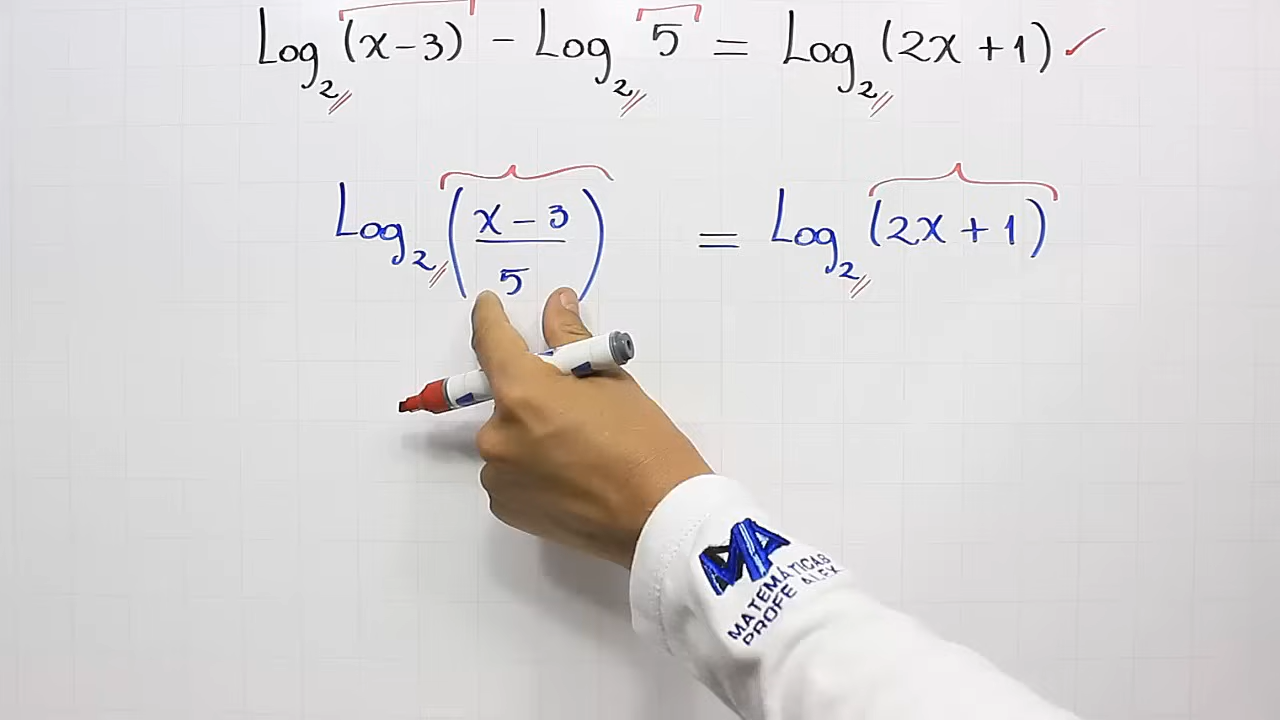 Log₂ (x-3) - Log₂ 5 = Log₂ (2x+1) ✓
Log₂ (x-3/5) = Log₂ (2x+1)
MA
MATEMÁTICAS
PROFE ALEX